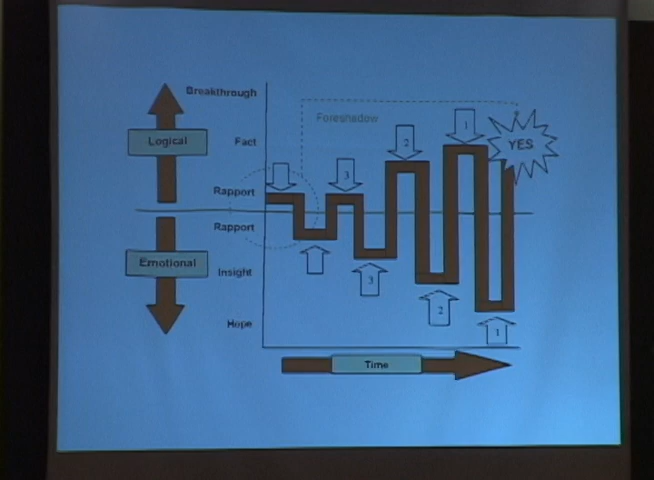 Breakthrough
Foreshadow
1
2
YES
Logical
Fact
3
Rapport
Rapport
Emotional
Insight
3
2
Hope
1
Time